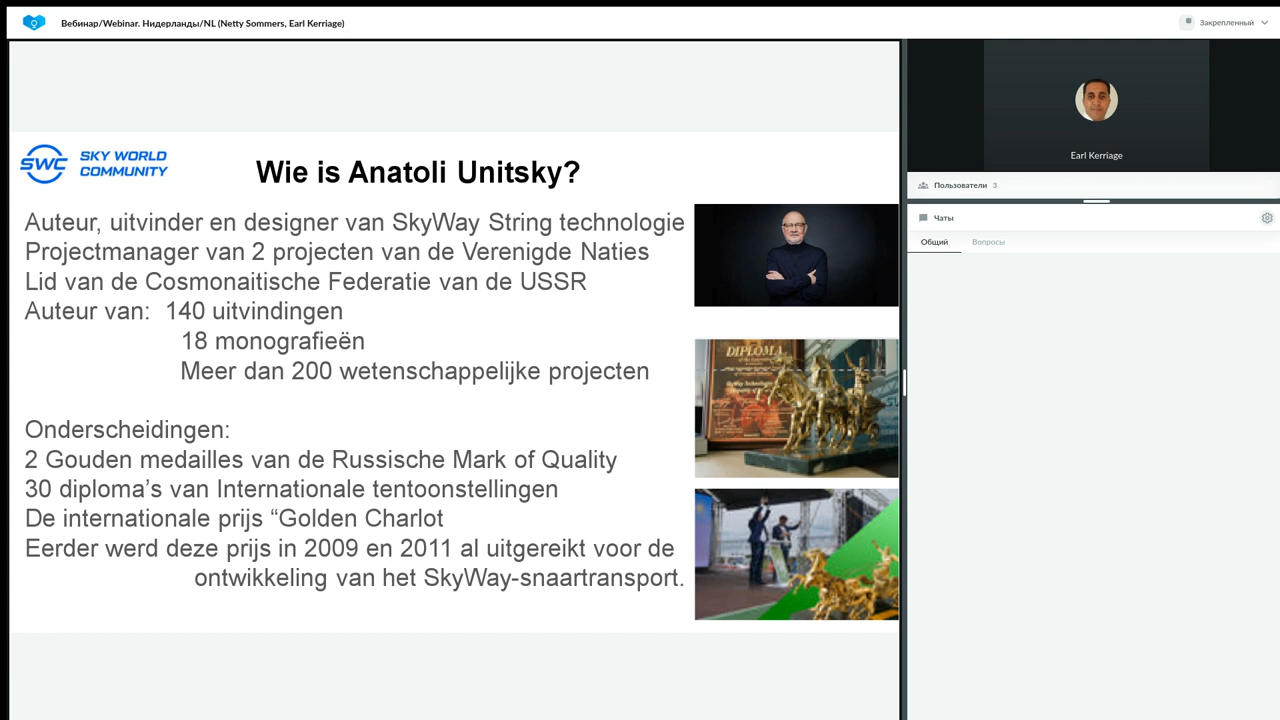 Вебинар/Webinar. Нидерланды/NL (Netty Sommers, Earl Kerriage)
Закрепленный
SWC SKY WORLD
COMMUNITY
Wie is Anatoli Unitsky?
Auteur, uitvinder en designer van SkyWay String technologie
Projectmanager van 2 projecten van de Verenigde Naties
Lid van de Cosmonaitische Federatie van de USSR
Auteur van: 140 uitvindingen
18 monografieën
Meer dan 200 wetenschappelijke projecten
Onderscheidingen:
2 Gouden medailles van de Russische Mark of Quality
30 diploma’s van Internationale tentoonstellingen
De internationale prijs “Golden Charlot
Eerder werd deze prijs in 2009 en 2011 al uitgereikt voor de
ontwikkeling van het SkyWay-snaartransport.
DIPLOMA
Earl Kerriage
Пользователи 3
Чаты
Общий Вопросы